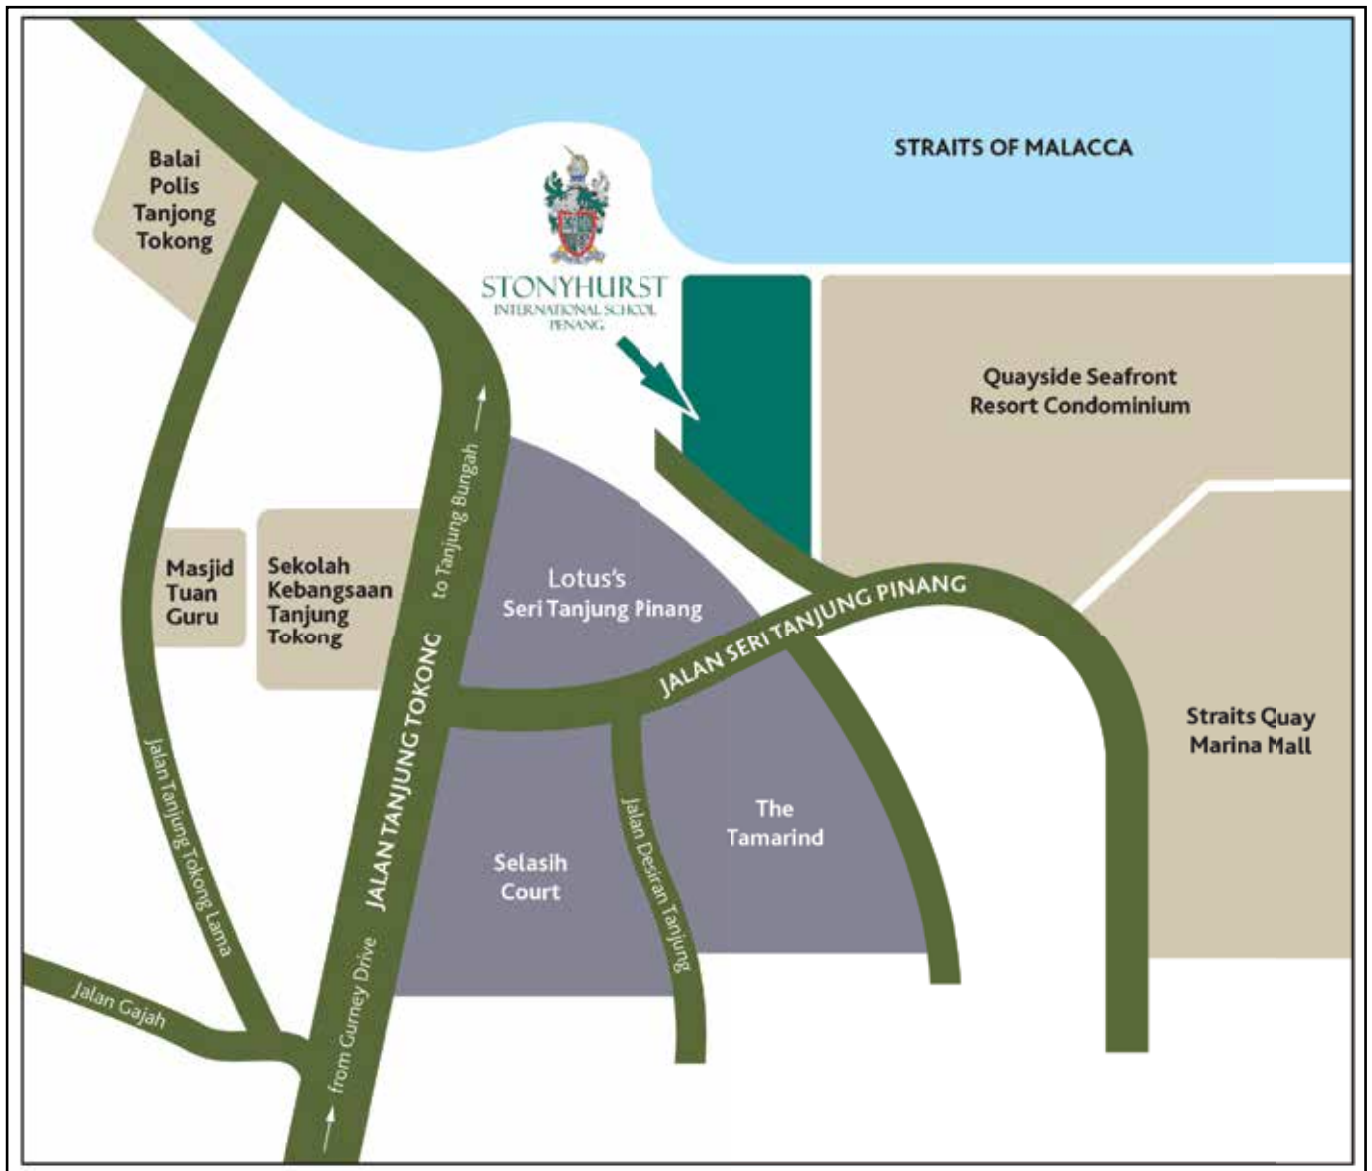 STRAITS OF MALACCA
Balai
Polis
Tanjong
Tokong
STONYHURST
INTERNATIONAL SCHOOL
PENANG
Quayside Seafront
Resort Condominium
to Tanjung Bungah
Masjid
Tuan
Guru
Sekolah
Kebangsaan
Tanjung
Tokong
Lotus's
Seri Tanjung Pinang
JALAN SERI TANJUNG PINANG
JALAN TANJUNG TOKONG
Straits Quay
Marina Mall
Jalan Tanjung Tokong Lama
The
Tamarind
Jalan Desiran Tanjung
Selasih
Court
Jalan Gajah
from Gurney Drive